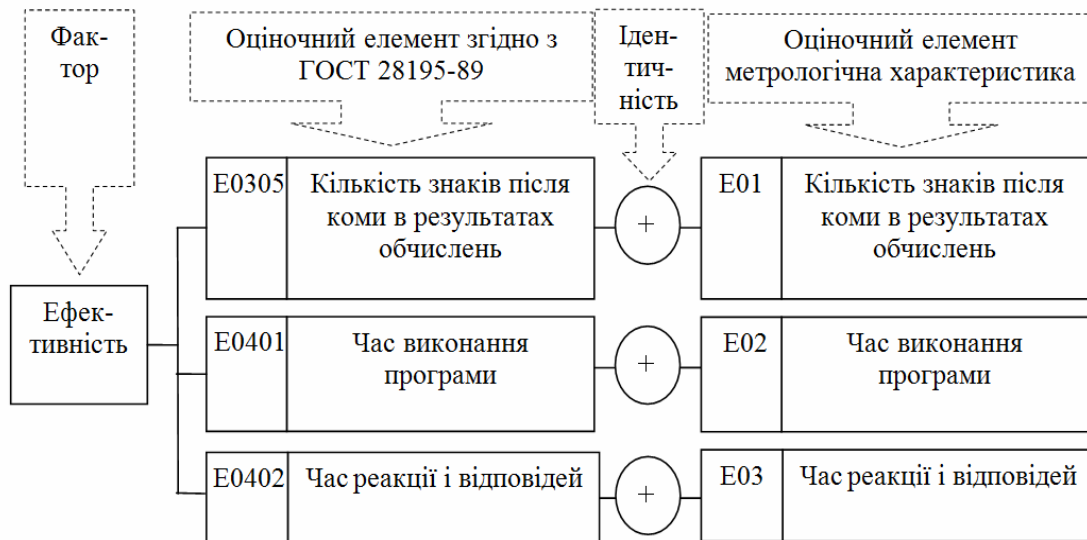 Фак-
тор
Оціночний елемент згідно з
ГОСТ 28195-89
Іден-
тич-
ність
Оціночний елемент
метрологічна характеристика
Ефек-
тивність
E0305
Кількість знаків після
коми в результатах
обчислень
+
E01
Кількість знаків після
коми в результатах
обчислень
E0401
Час виконання
програми
+
E02
Час виконання
програми
E0402
Час реакції і відповідей
+
E03
Час реакції і відповідей